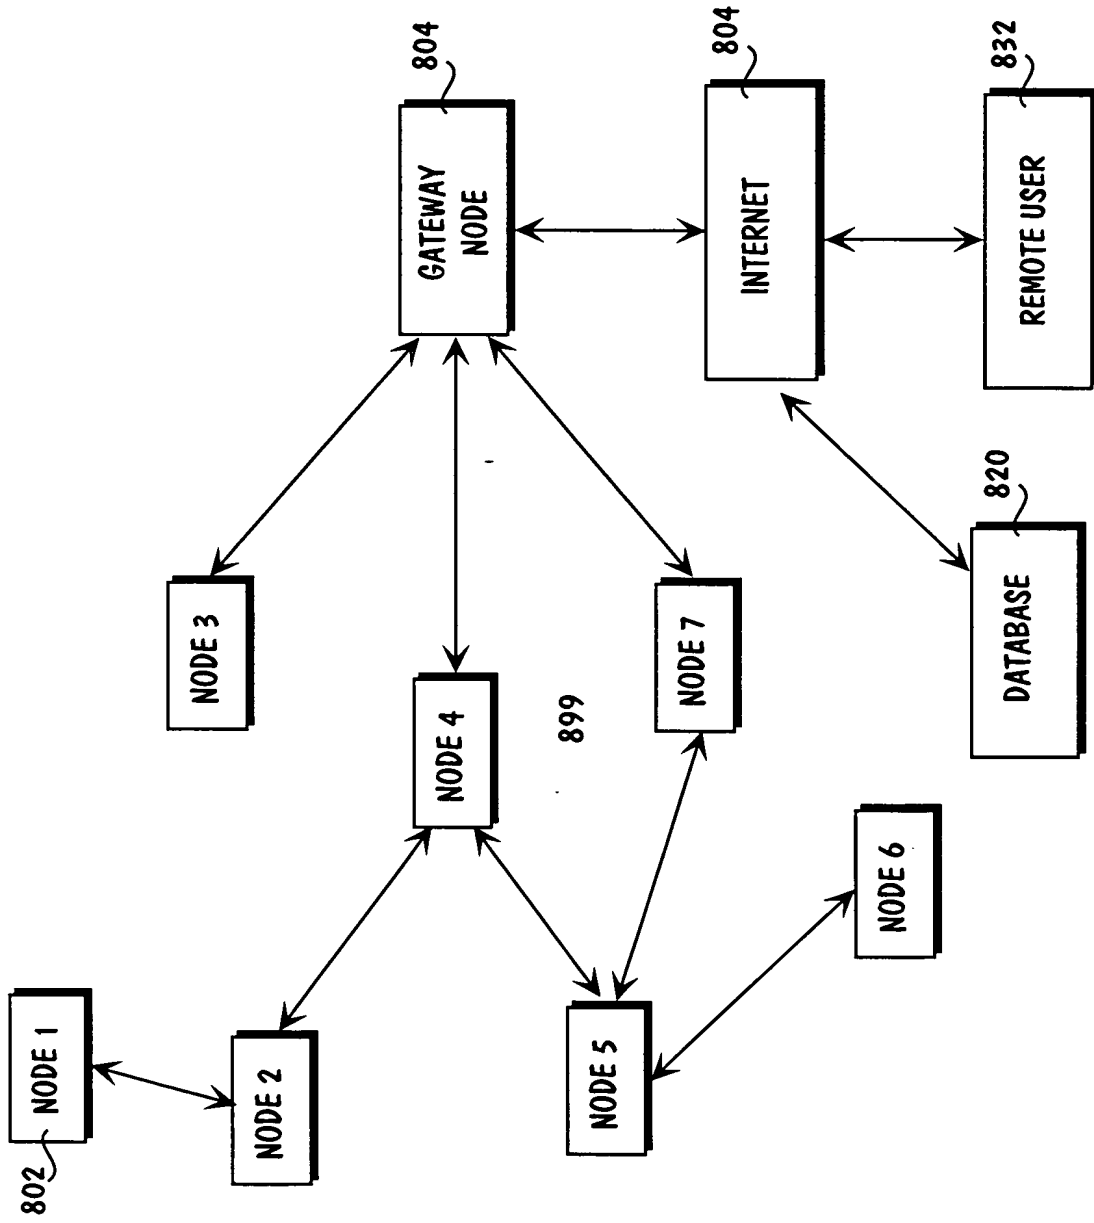 802
NODE 1
NODE 2
NODE 3
NODE 4
NODE 5
NODE 6
NODE 7
899
GATEWAY
NODE
804
INTERNET
804
DATABASE
820
REMOTE USER
832